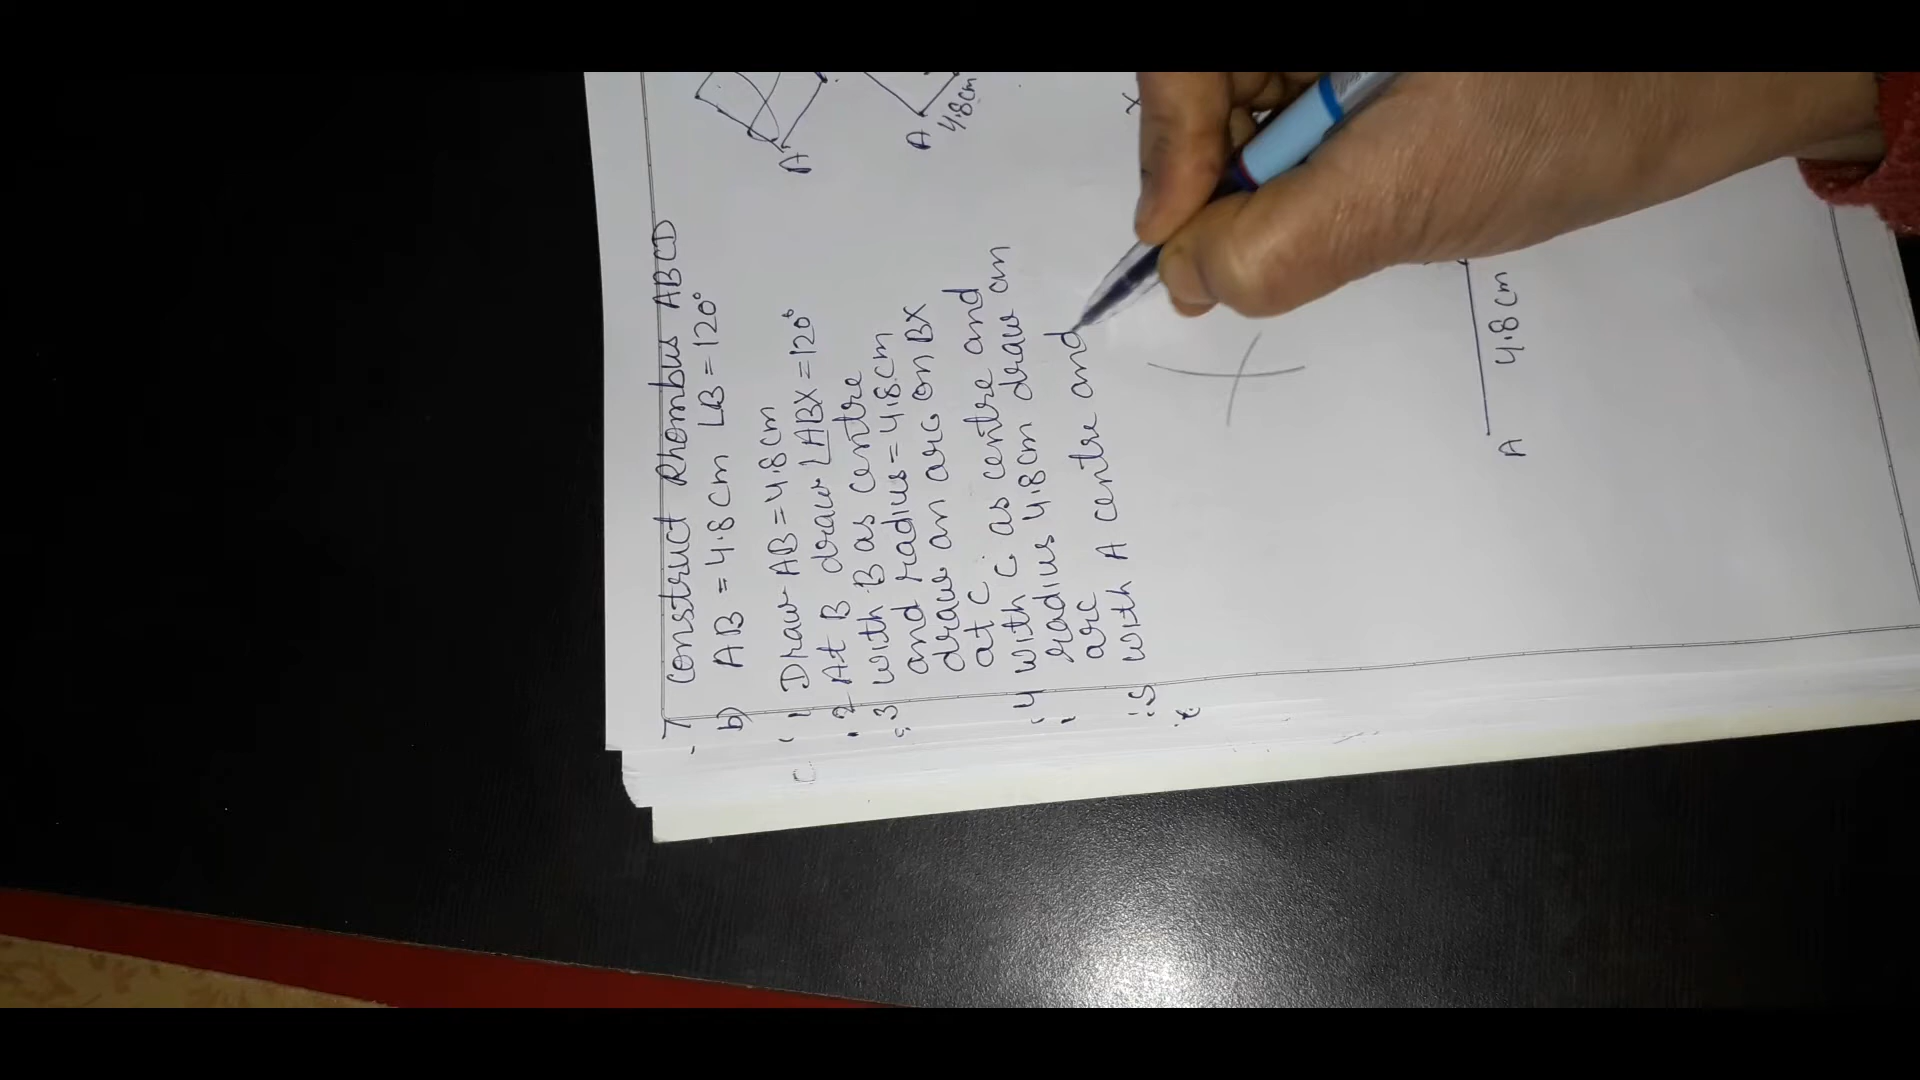 7 Construct Rhombus ABCD
b) AB = 4.8 cm ∠B = 120°
1 Draw AB = 4.8 cm
2 At B draw ∠ABX = 120°
3 with B as centre
and radius = 4.8 cm
draw an arc on BX
at C
4 with C as centre and
radius 4.8 cm draw an
arc
5 with A centre and
A
A
4.8 cm
X
A
4.8 cm